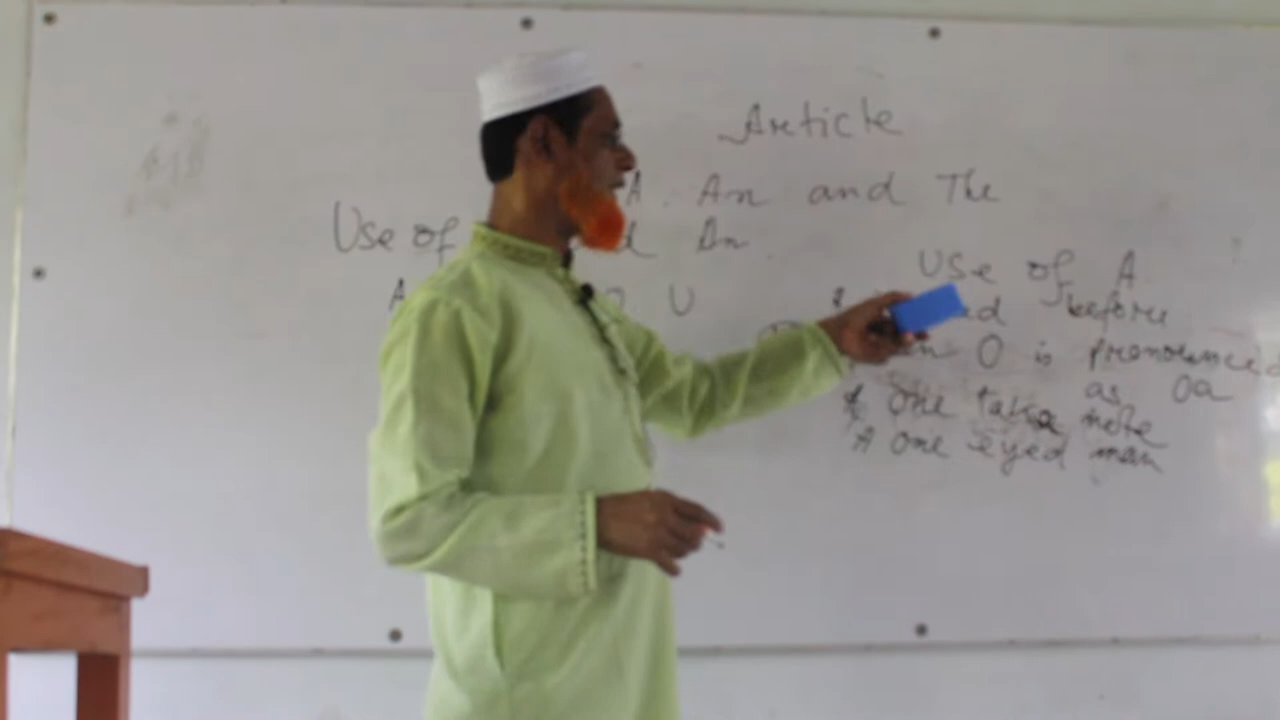 Article
A. An and The
Use of An
A U
Use of A
before
O is pronounced
as Oa
One taka note
A one eyed man